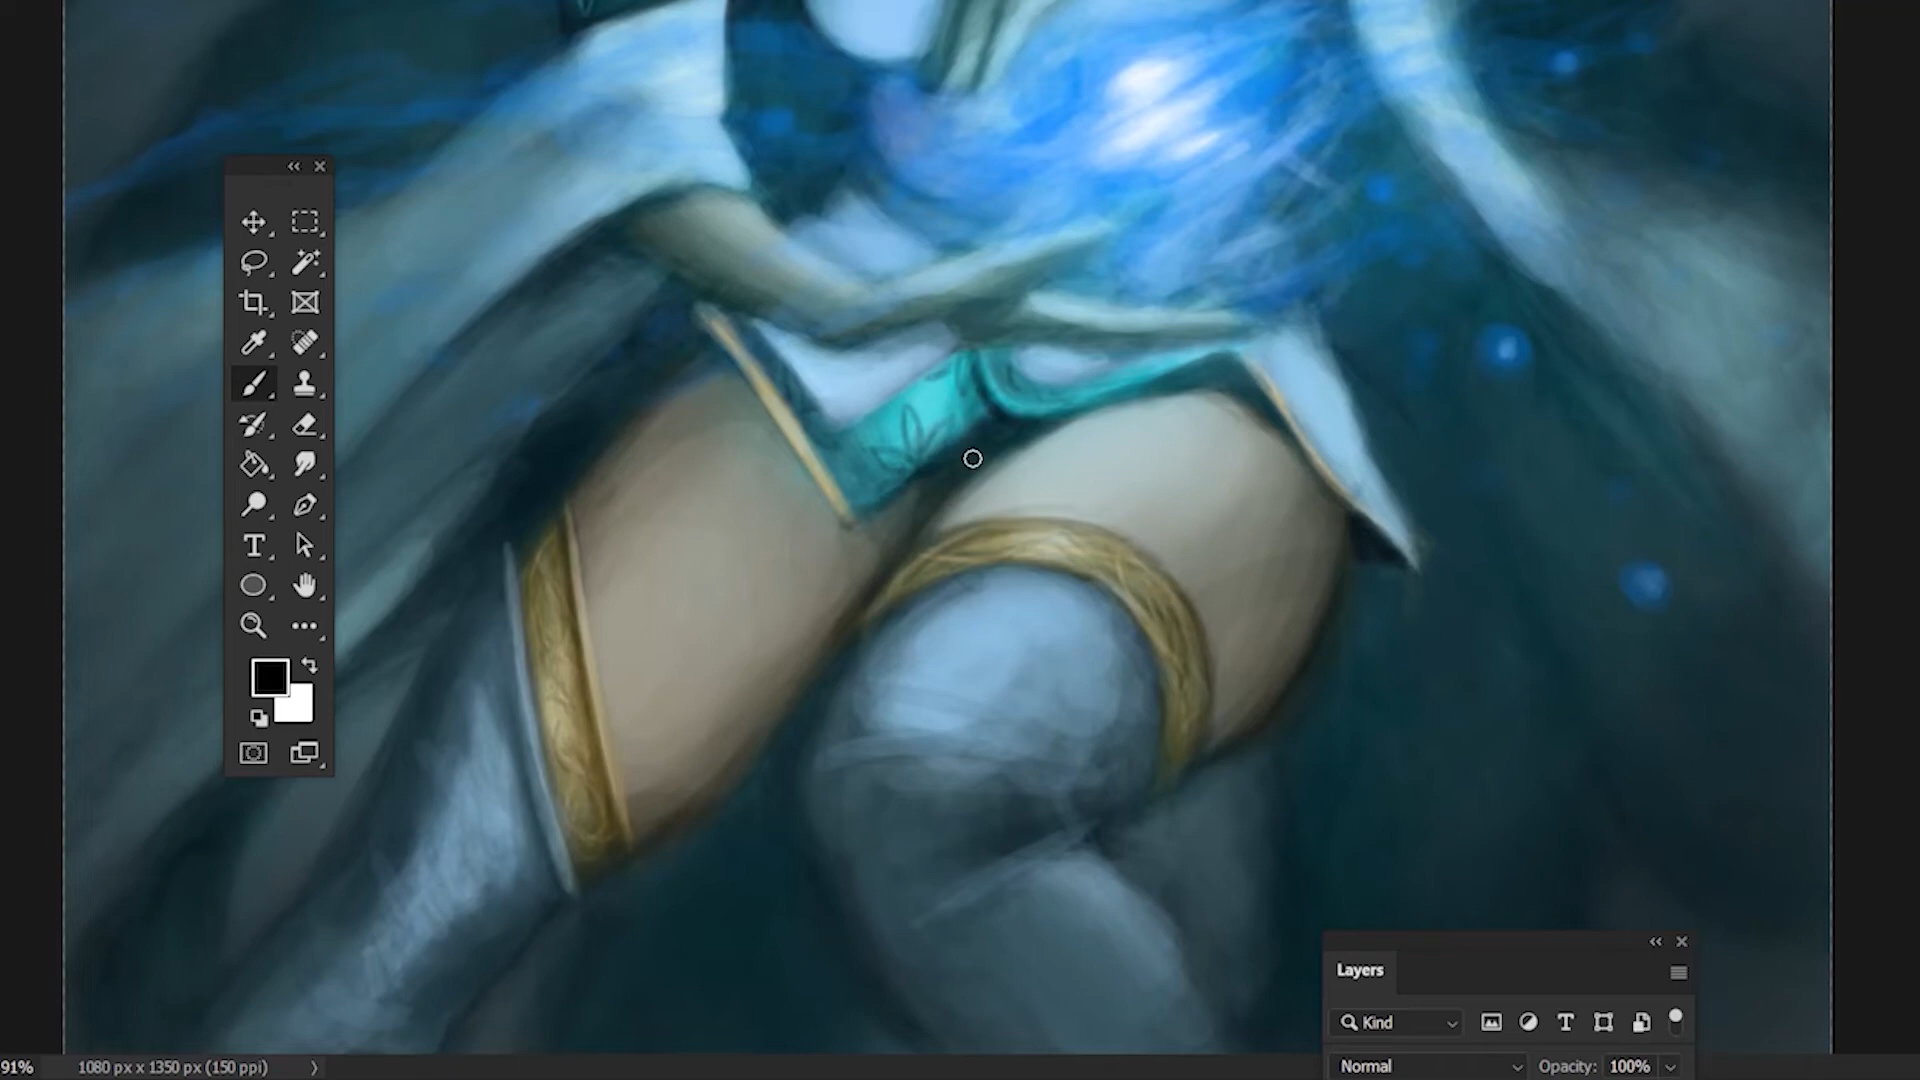 Layers
Kind
Normal
Opacity: 100%
91%
1080 px x 1350 px (150 ppi)